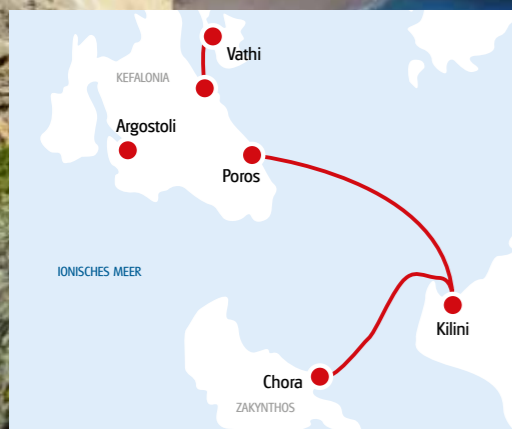 Vathi
KEFALONIA
Argostoli
Poros
IONISCHES MEER
Kilini
Chora
ZAKYNTHOS